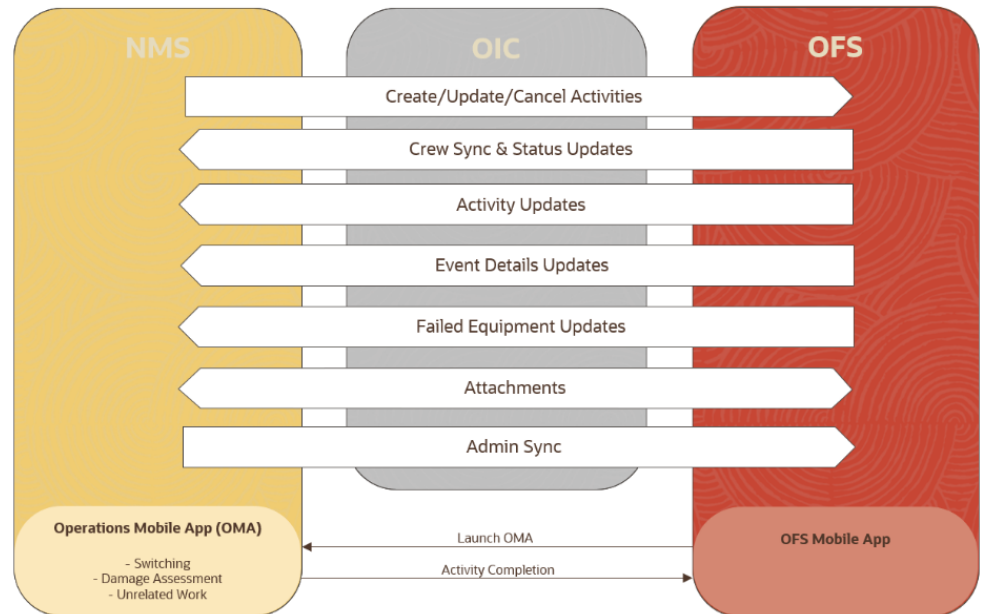 NMS
OIC
OFS
Create/Update/Cancel Activities
Crew Sync & Status Updates
Activity Updates
Event Details Updates
Failed Equipment Updates
Attachments
Admin Sync
Operations Mobile App (OMA)
- Switching
- Damage Assessment
- Unrelated Work
Launch OMA
Activity Completion
OFS Mobile App